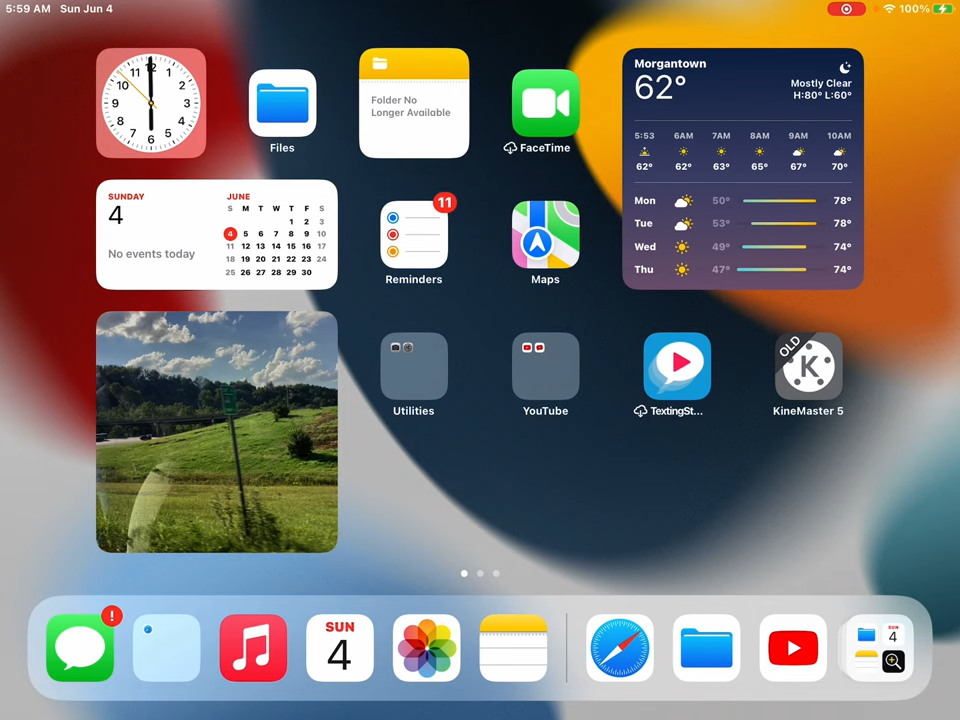 5:59 AM Sun Jun 4
100%
12
1
2
3
4
5
6
7
8
9
10
11
Files
Folder No
Longer Available
FaceTime
Morgantown
62°
Mostly Clear
H:80° L:60°
5:53 6AM 7AM 8AM 9AM 10AM
62° 62° 63° 65° 67° 70°
Mon 50° 78°
Tue 53° 78°
Wed 49° 74°
Thu 47° 74°
SUNDAY
4
No events today
JUNE
S M T W T F S
1 2 3
4 5 6 7 8 9 10
11 12 13 14 15 16 17
18 19 20 21 22 23 24
25 26 27 28 29 30
11
Reminders
Maps
Utilities
YouTube
TextingSt...
OLD
K
KineMaster 5
!
SUN
4
SUN
4